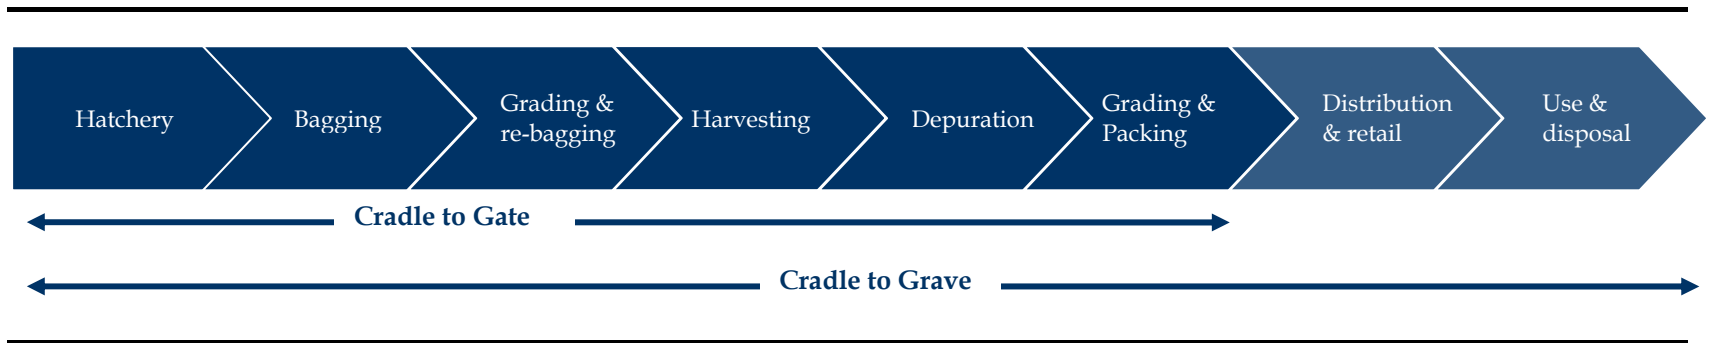 Hatchery
Bagging
Grading &
re-bagging
Harvesting
Depuration
Grading &
Packing
Distribution
& retail
Use &
disposal
Cradle to Gate
Cradle to Grave